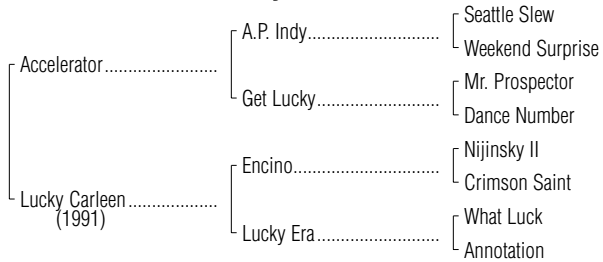 Seattle Slew
A.P. Indy
Weekend Surprise
Accelerator
Mr. Prospector
Get Lucky
Dance Number
Nijinsky II
Encino
Crimson Saint
Lucky Carleen
(1991)
What Luck
Lucky Era
Annotation